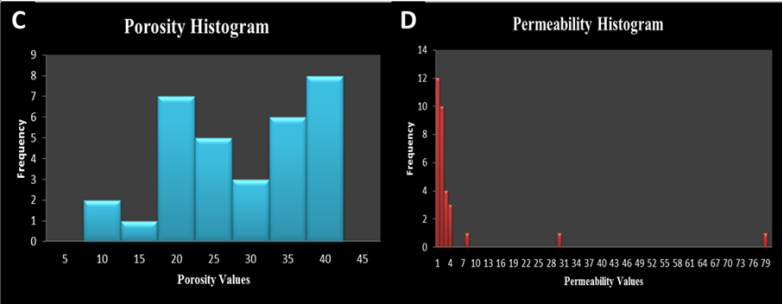 C
Porosity Histogram
Frequency
9
8
7
6
5
4
3
2
1
0
5 10 15 20 25 30 35 40 45
Porosity Values
D
Permeability Histogram
Frequency
14
12
10
8
6
4
2
0
1 4 7 10 13 16 19 22 25 28 31 34 37 40 43 46 49 52 55 58 61 64 67 70 73 76 79
Permeability Values